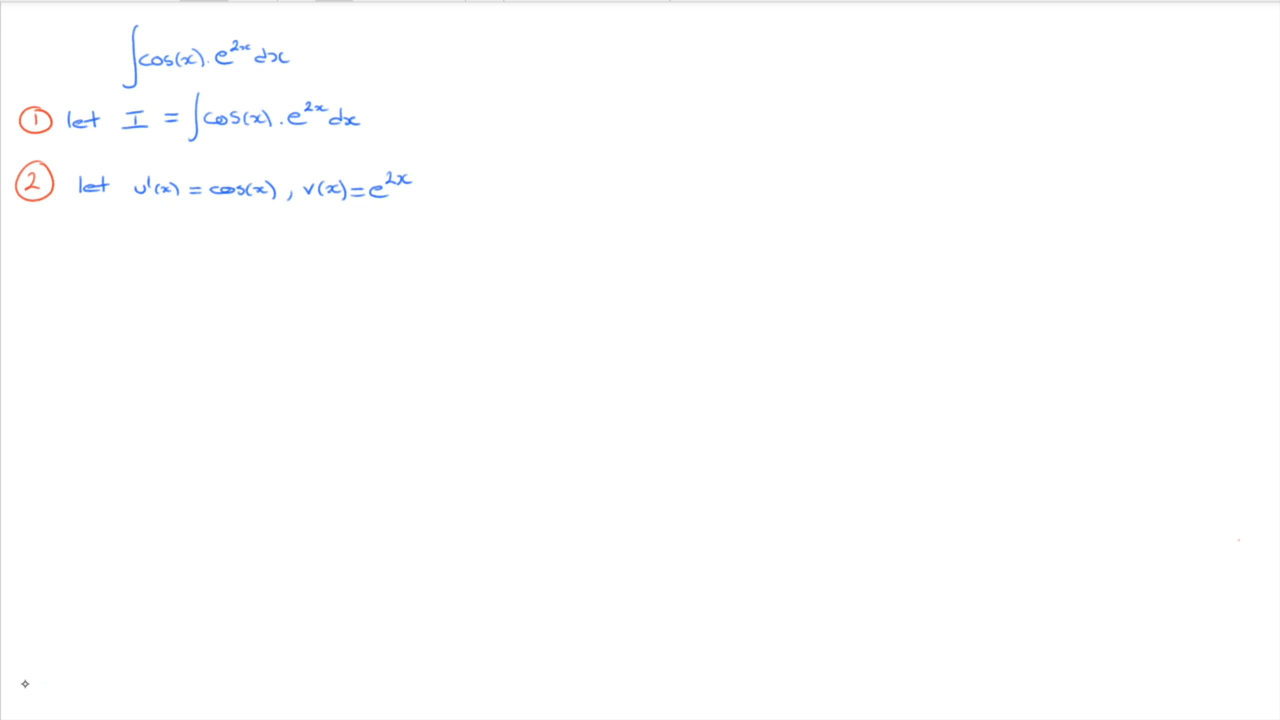 ∫cos(x).e^{2x}dx
① let I = ∫cos(x).e^{2x}dx
② let u'(x) = cos(x), v(x)=e^{2x}